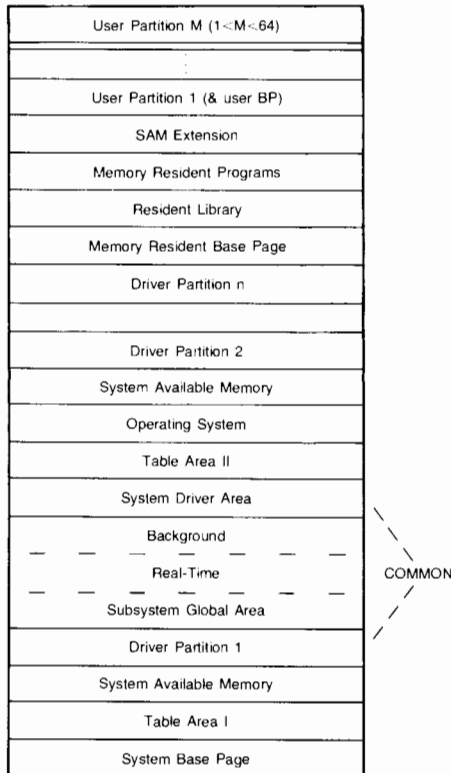 User Partition M (1<M<64)
User Partition 1 (& user BP)
SAM Extension
Memory Resident Programs
Resident Library
Memory Resident Base Page
Driver Partition n
Driver Partition 2
System Available Memory
Operating System
Table Area II
System Driver Area
Background
Real-Time
COMMON
Subsystem Global Area
Driver Partition 1
System Available Memory
Table Area I
System Base Page